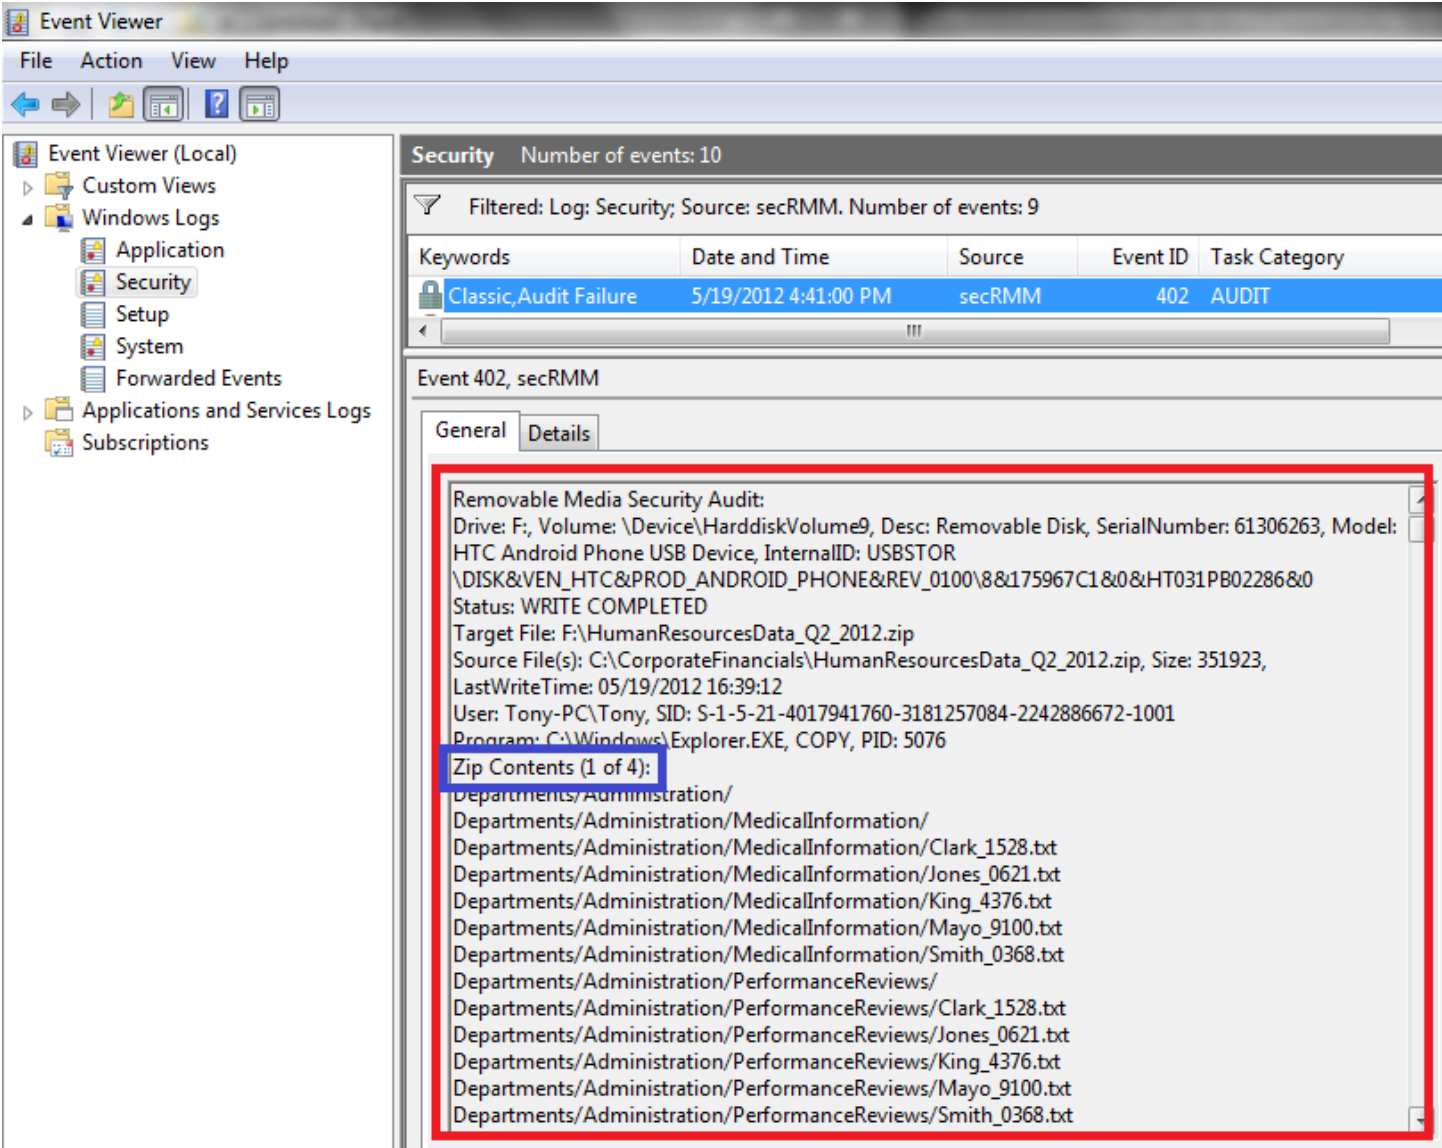 Event Viewer
File Action View Help
Event Viewer (Local)
Custom Views
Windows Logs
Application
Security
Setup
System
Forwarded Events
Applications and Services Logs
Subscriptions
Security Number of events: 10
Filtered: Log: Security; Source: secRMM. Number of events: 9
Keywords Date and Time Source Event ID Task Category
Classic,Audit Failure 5/19/2012 4:41:00 PM secRMM 402 AUDIT
Event 402, secRMM
General Details
Removable Media Security Audit:
Drive: F:, Volume: \Device\HarddiskVolume9, Desc: Removable Disk, SerialNumber: 61306263, Model:
HTC Android Phone USB Device, InternalID: USBSTOR
\DISK&VEN_HTC&PROD_ANDROID_PHONE&REV_0100\8&175967C1&0&HT031PB02286&0
Status: WRITE COMPLETED
Target File: F:\HumanResourcesData_Q2_2012.zip
Source File(s): C:\CorporateFinancials\HumanResourcesData_Q2_2012.zip, Size: 351923,
LastWriteTime: 05/19/2012 16:39:12
User: Tony-PC\Tony, SID: S-1-5-21-4017941760-3181257084-2242886672-1001
Program: C:\Windows\Explorer.EXE, COPY, PID: 5076
Zip Contents (1 of 4):
Departments/Administration/
Departments/Administration/MedicalInformation/
Departments/Administration/MedicalInformation/Clark_1528.txt
Departments/Administration/MedicalInformation/Jones_0621.txt
Departments/Administration/MedicalInformation/King_4376.txt
Departments/Administration/MedicalInformation/Mayo_9100.txt
Departments/Administration/MedicalInformation/Smith_0368.txt
Departments/Administration/PerformanceReviews/
Departments/Administration/PerformanceReviews/Clark_1528.txt
Departments/Administration/PerformanceReviews/Jones_0621.txt
Departments/Administration/PerformanceReviews/King_4376.txt
Departments/Administration/PerformanceReviews/Mayo_9100.txt
Departments/Administration/PerformanceReviews/Smith_0368.txt